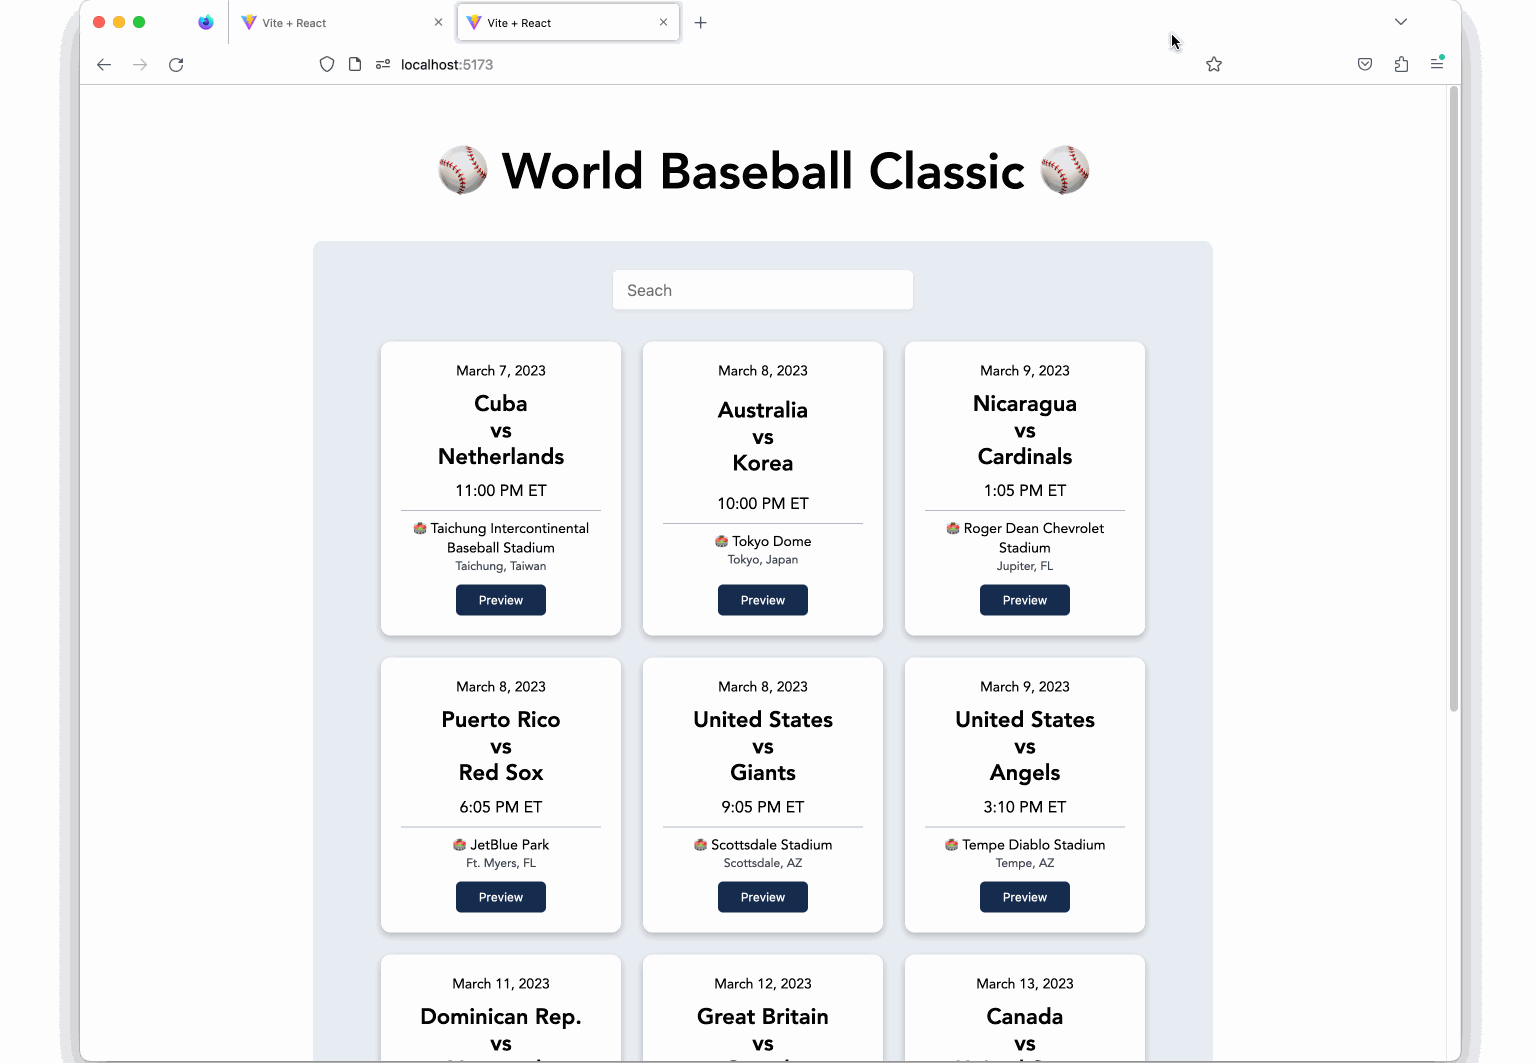 Vite + React
Vite + React
localhost:5173
World Baseball Classic
Seach
March 7, 2023
Cuba
vs
Netherlands
11:00 PM ET
Taichung Intercontinental
Baseball Stadium
Taichung, Taiwan
Preview
March 8, 2023
Australia
vs
Korea
10:00 PM ET
Tokyo Dome
Tokyo, Japan
Preview
March 9, 2023
Nicaragua
vs
Cardinals
1:05 PM ET
Roger Dean Chevrolet
Stadium
Jupiter, FL
Preview
March 8, 2023
Puerto Rico
vs
Red Sox
6:05 PM ET
JetBlue Park
Ft. Myers, FL
Preview
March 8, 2023
United States
vs
Giants
9:05 PM ET
Scottsdale Stadium
Scottsdale, AZ
Preview
March 9, 2023
United States
vs
Angels
3:10 PM ET
Tempe Diablo Stadium
Tempe, AZ
Preview
March 11, 2023
Dominican Rep.
vs
March 12, 2023
Great Britain
vs
March 13, 2023
Canada
vs